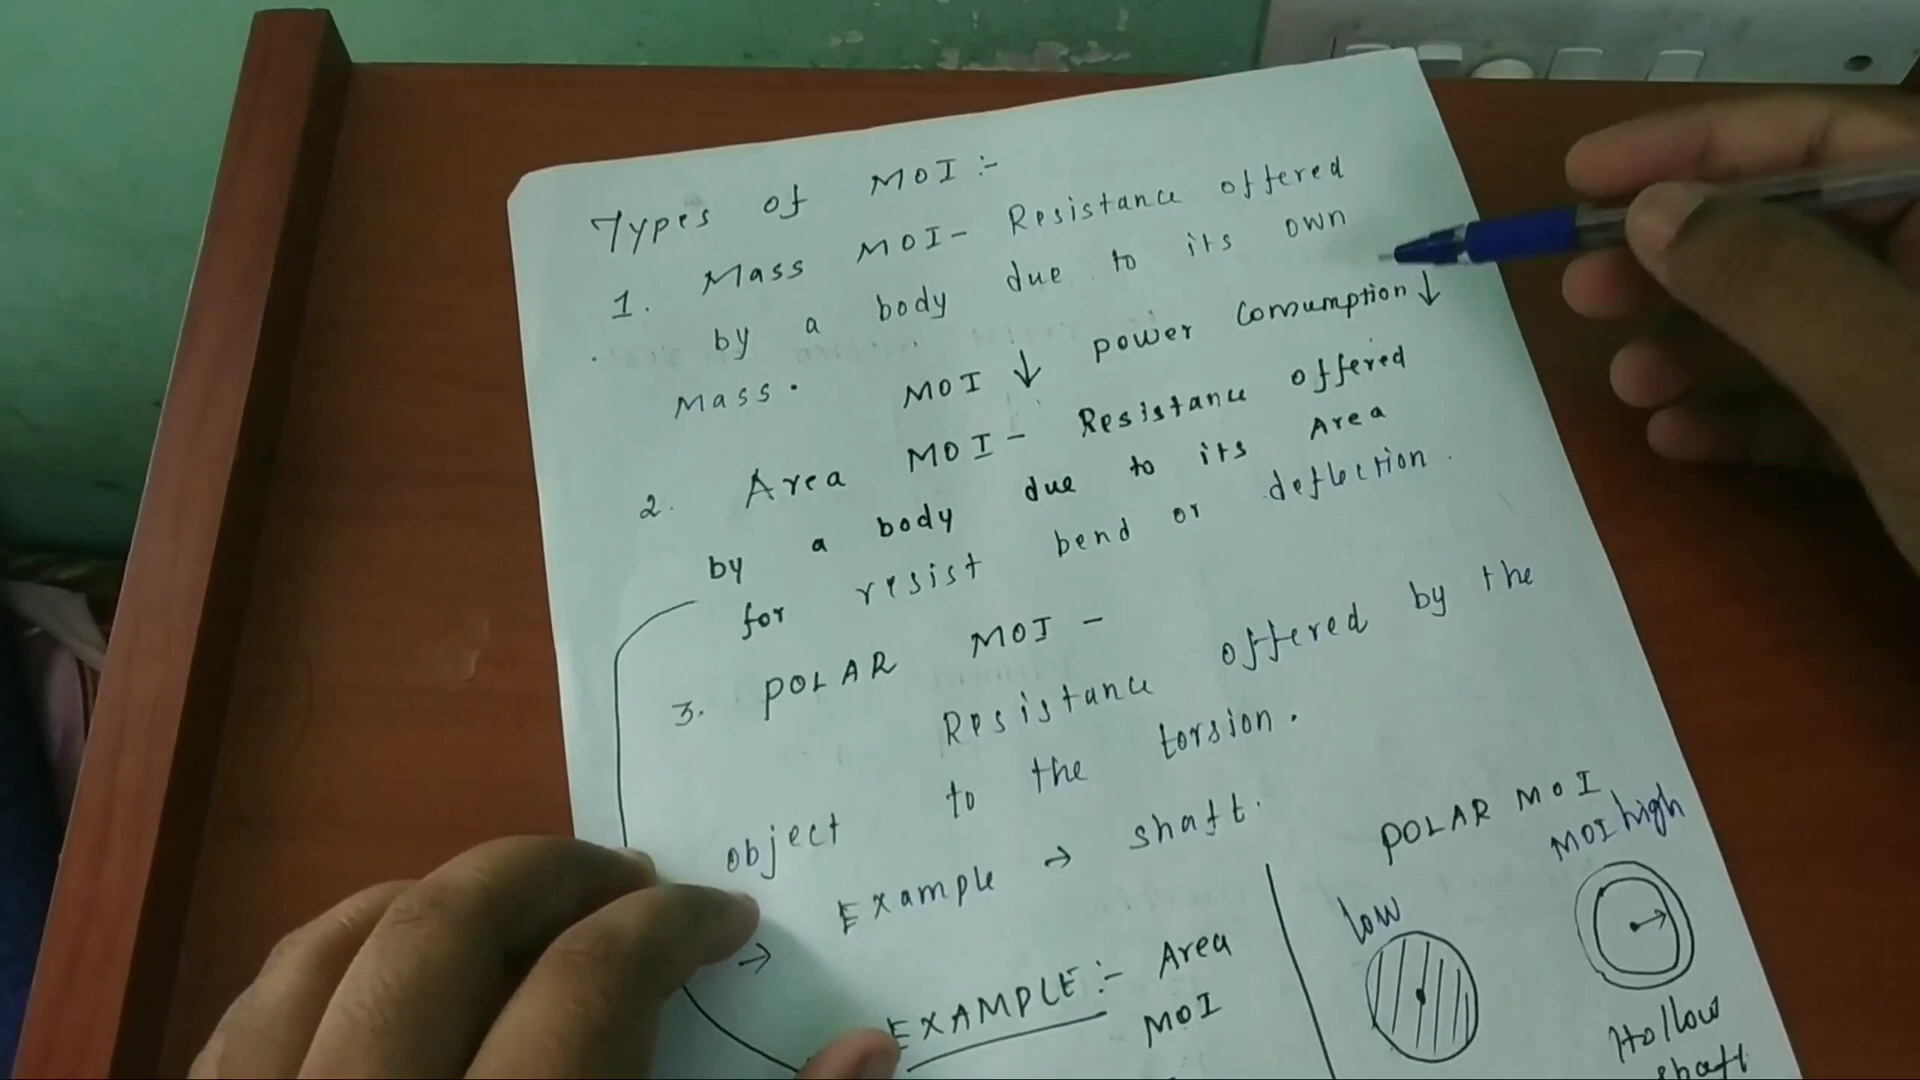 Types of MOI :-
1. Mass MOI - Resistance offered
by a body due to its own
Mass. MOI ↓ power consumption ↓
2. Area MOI - Resistance offered
by a body due to its Area
for resist bend or deflection.
3. POLAR MOI -
Resistance offered by the
object to the torsion.
Example → shaft.
→ EXAMPLE :- Area
MOI
POLAR MOI
low
MOI high
Hollow
shaft